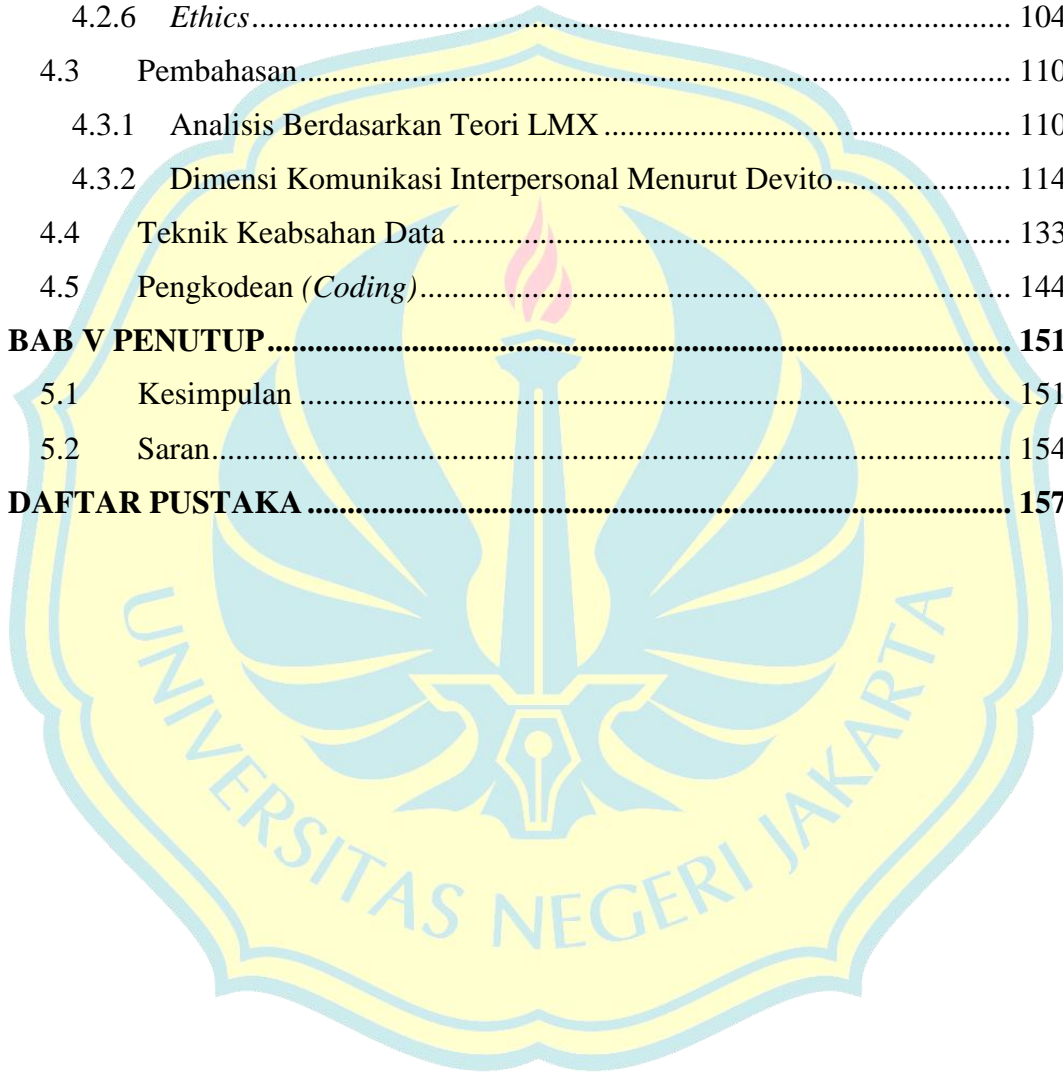 4.2.6 Ethics.......... 104
4.3 Pembahasan.......... 110
4.3.1 Analisis Berdasarkan Teori LMX.......... 110
4.3.2 Dimensi Komunikasi Interpersonal Menurut Devito.......... 114
4.4 Teknik Keabsahan Data.......... 133
4.5 Pengkodean (Coding).......... 144
BAB V PENUTUP.......... 151
5.1 Kesimpulan.......... 151
5.2 Saran.......... 154
DAFTAR PUSTAKA.......... 157
UNIVERSITAS NEGERI JAKARTA